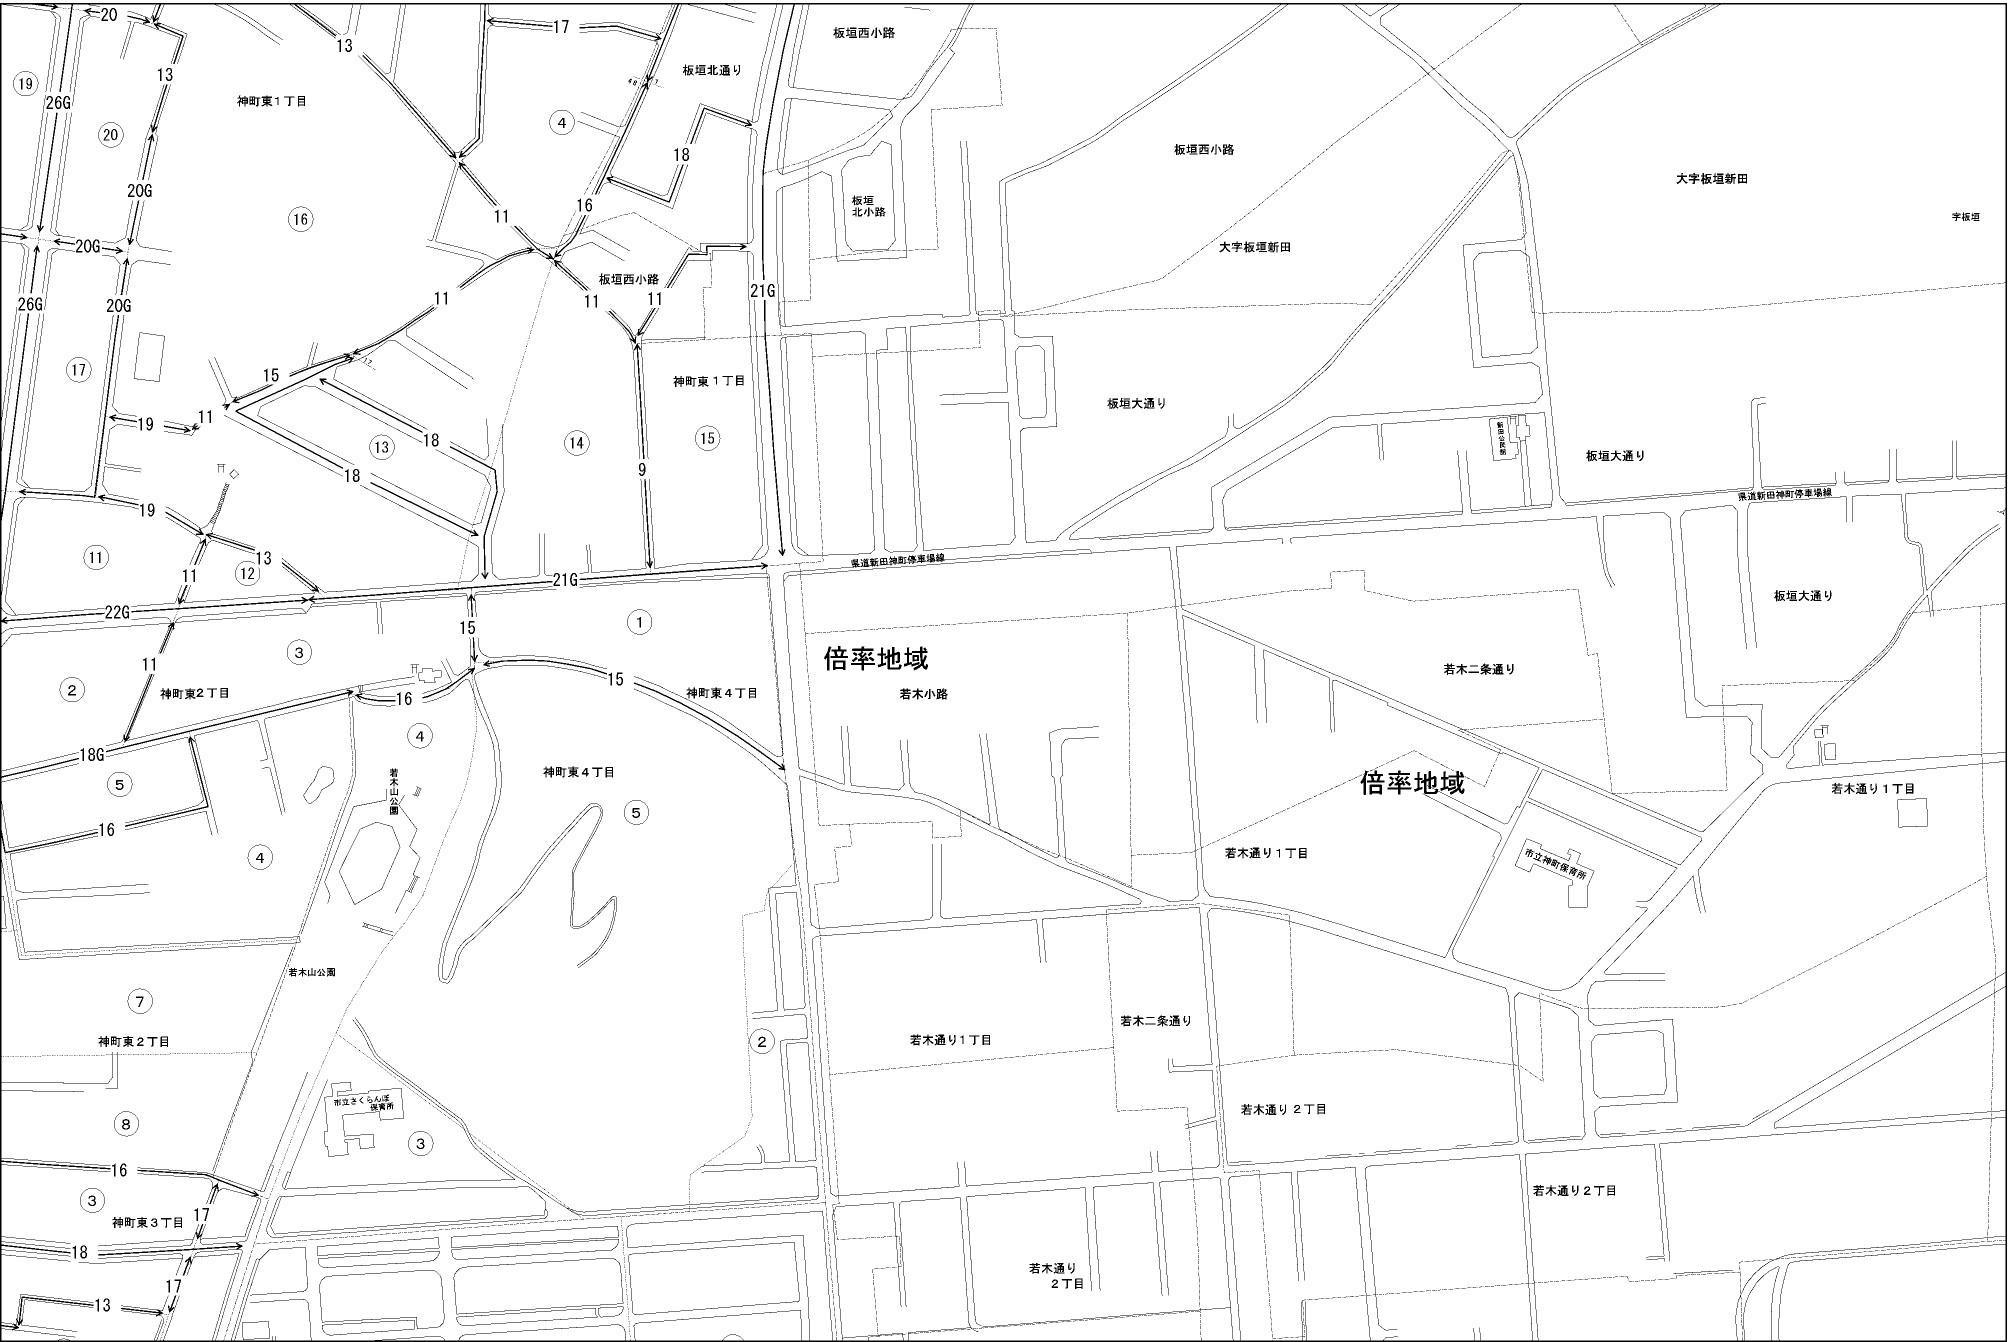 20
17
13
板垣西小路
板垣北通り
13
19
26G
神町東1丁目
20
4
18
板垣西小路
大字板垣新田
20G
16
11
16
板垣
北小路
字板垣
20G
大字板垣新田
板垣西小路
26G
20G
11
11
11
21G
17
15
神町東1丁目
板垣大通り
19
11
13
18
14
15
18
9
新田公民館
板垣大通り
19
県道新田神町停車場線
11
13
12
11
県道新田神町停車場線
21G
22G
板垣大通り
15
1
3
倍率地域
若木二条通り
11
2
神町東2丁目
16
15
神町東4丁目
若木小路
4
18G
神町東4丁目
5
若木山公園
倍率地域
若木通り1丁目
5
16
4
若木通り1丁目
市立神町保育所
若木山公園
7
若木二条通り
神町東2丁目
2
若木通り1丁目
市立さくらんぼ
保育所
若木通り2丁目
8
3
16
若木通り2丁目
3
17
神町東3丁目
18
若木通り
2丁目
17
13